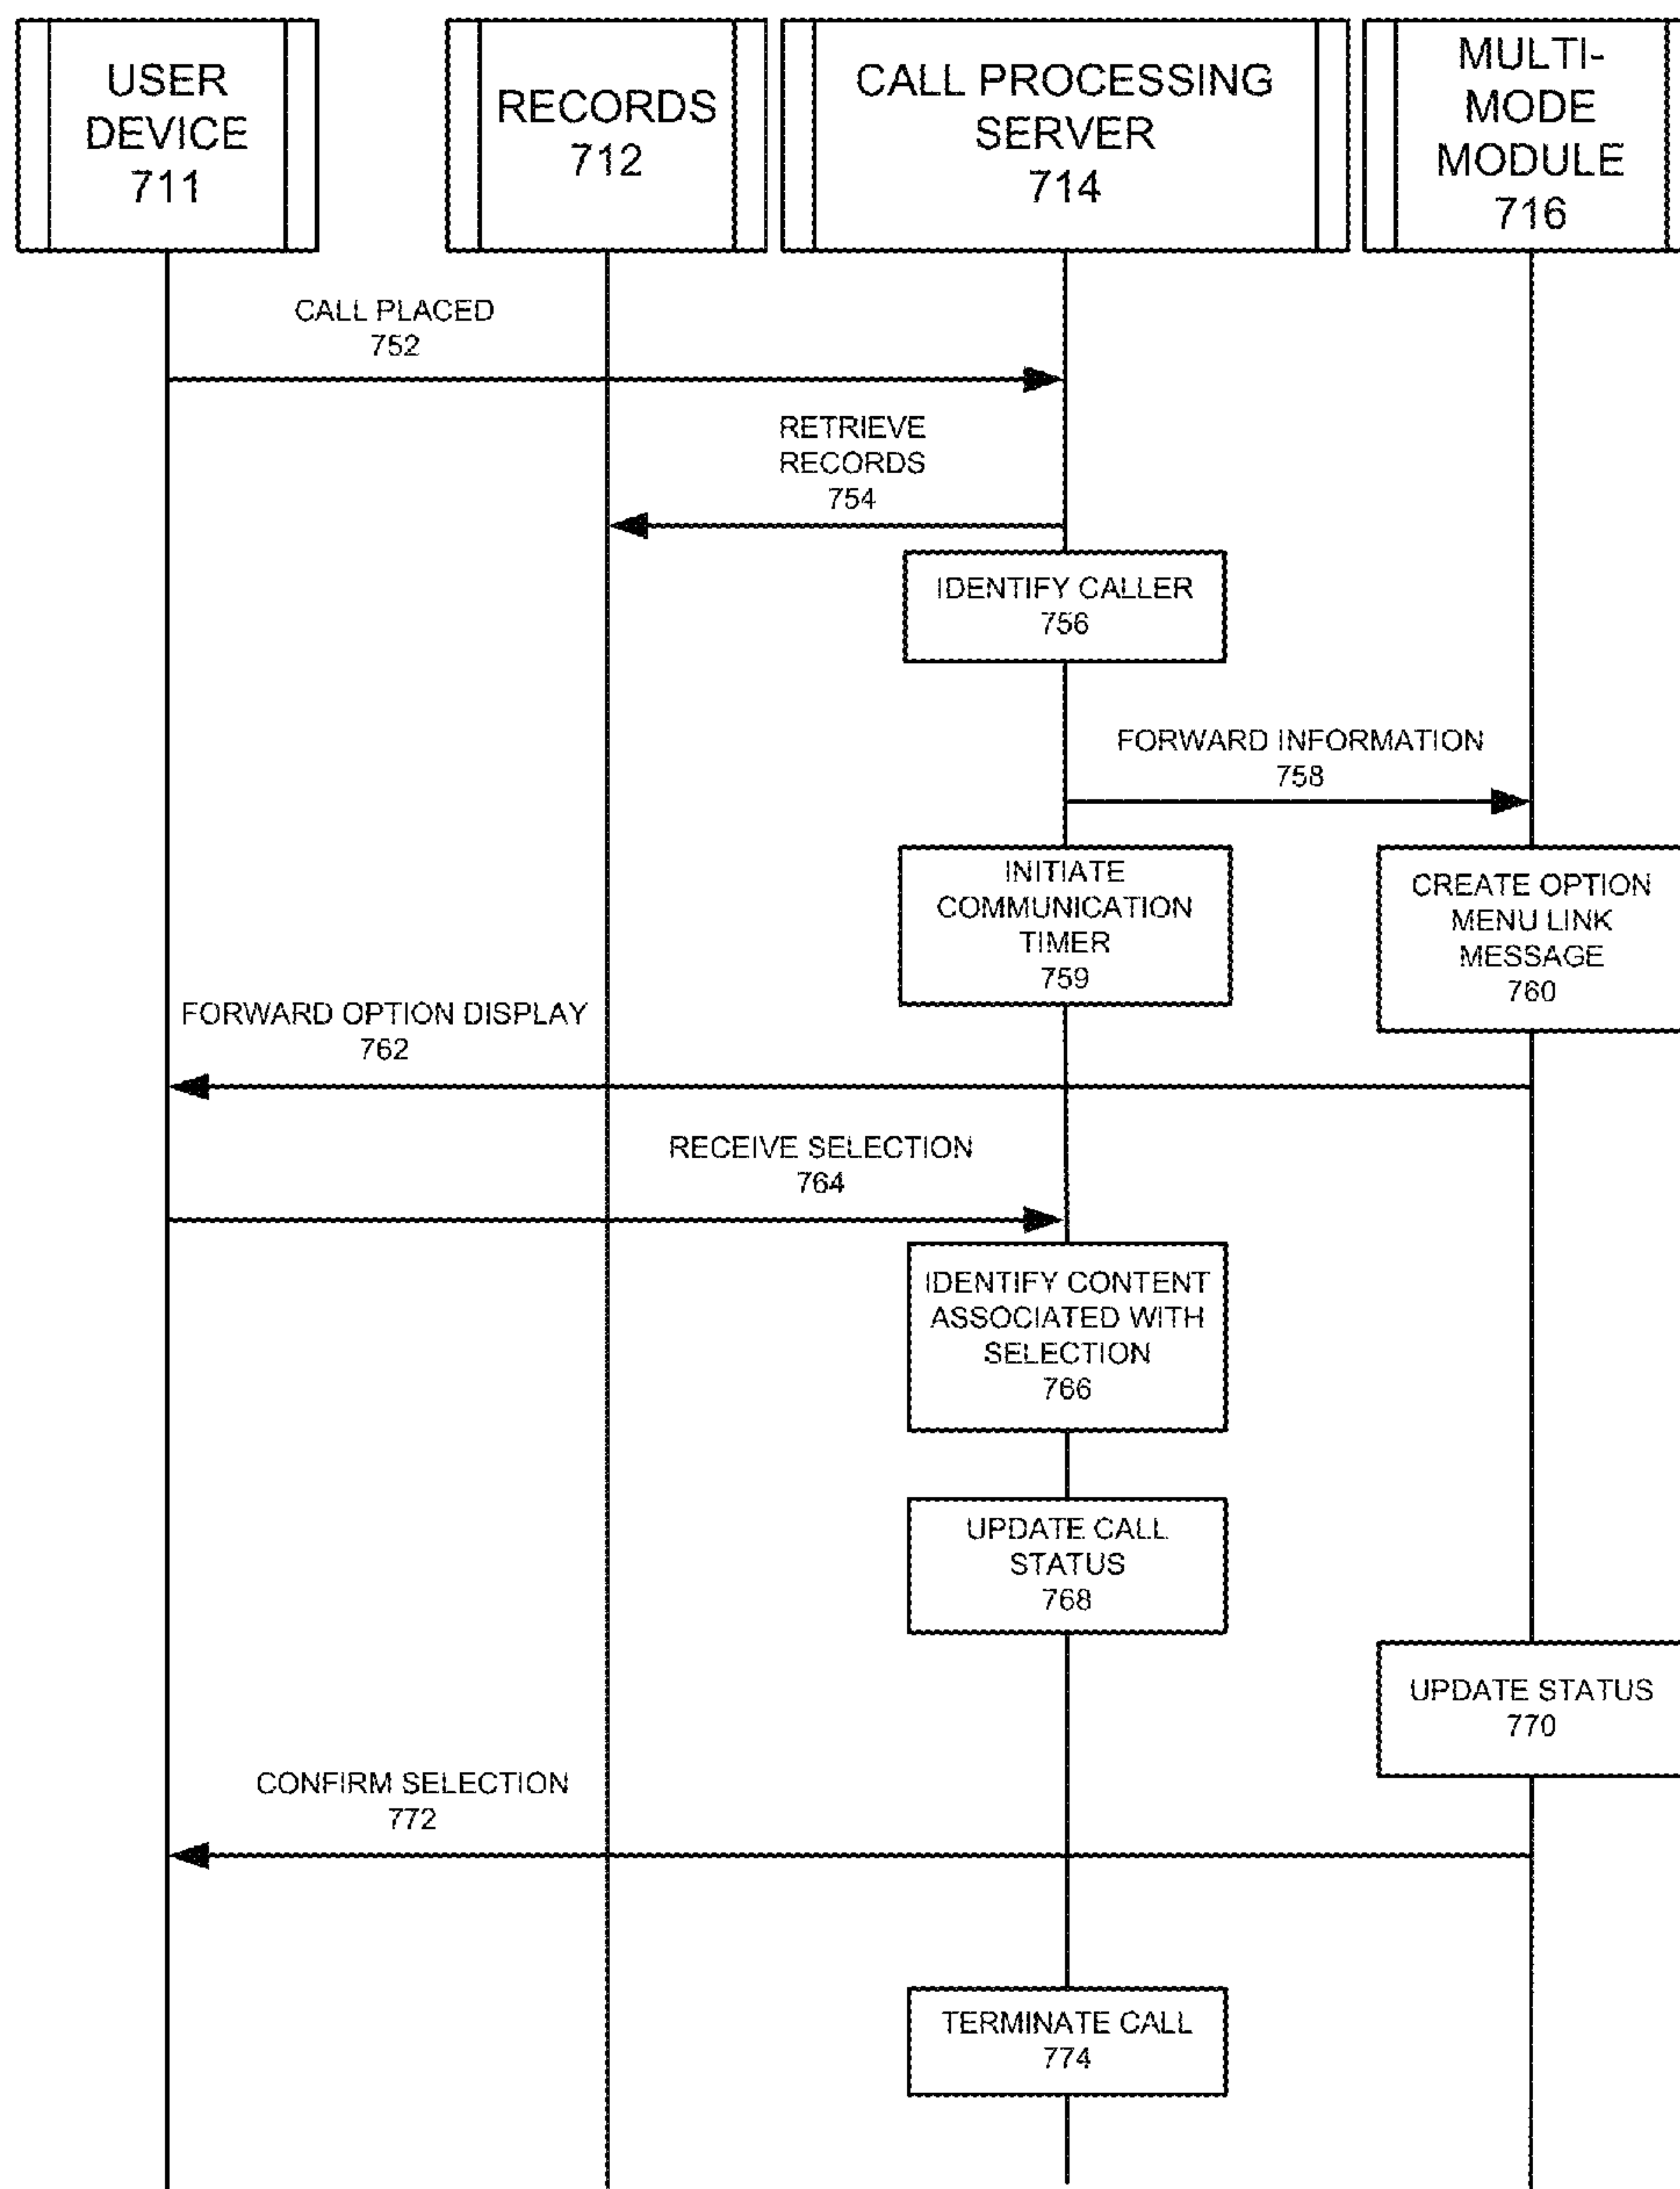 USER
DEVICE
711
RECORDS
712
CALL PROCESSING
SERVER
714
MULTI-
MODE
MODULE
716
CALL PLACED
752
RETRIEVE
RECORDS
754
IDENTIFY CALLER
756
FORWARD INFORMATION
758
INITIATE
COMMUNICATION
TIMER
759
CREATE OPTION
MENU LINK
MESSAGE
760
FORWARD OPTION DISPLAY
762
RECEIVE SELECTION
764
IDENTIFY CONTENT
ASSOCIATED WITH
SELECTION
766
UPDATE CALL
STATUS
768
UPDATE STATUS
770
CONFIRM SELECTION
772
TERMINATE CALL
774